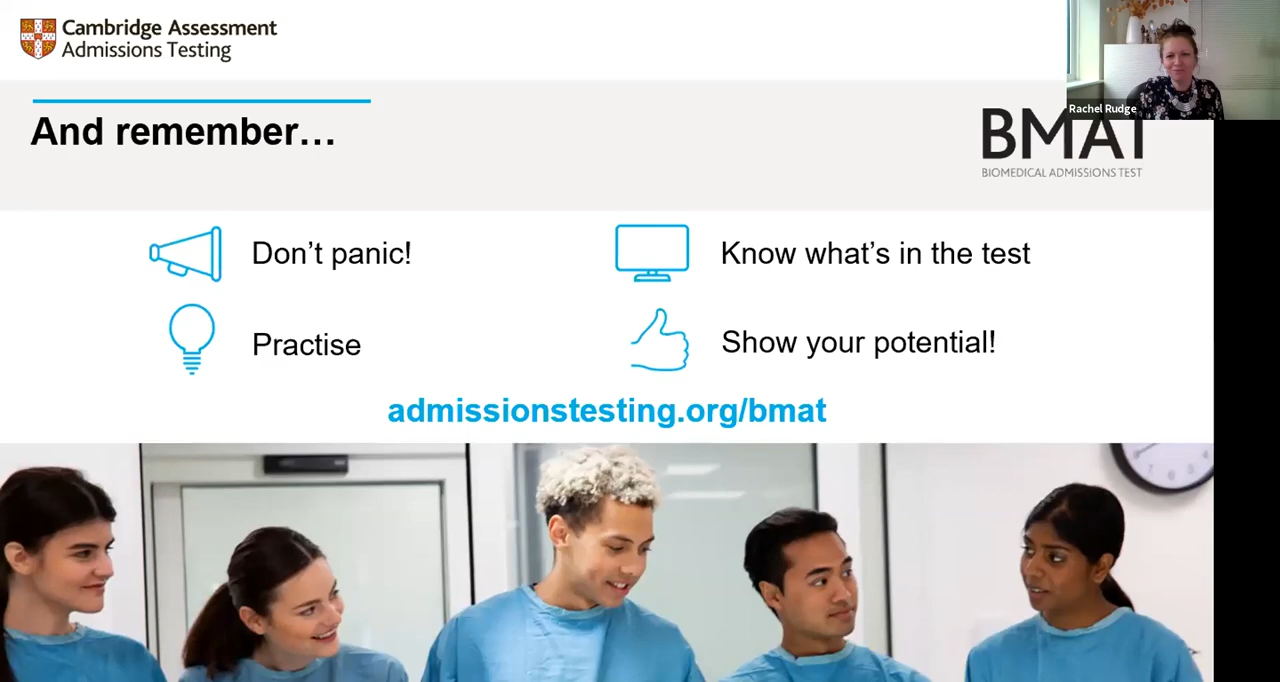 Cambridge Assessment
Admissions Testing
Rachel Rudge
And remember…
BMAT
BIOMEDICAL ADMISSIONS TEST
Don’t panic!
Know what’s in the test
Practise
Show your potential!
admissionstesting.org/bmat